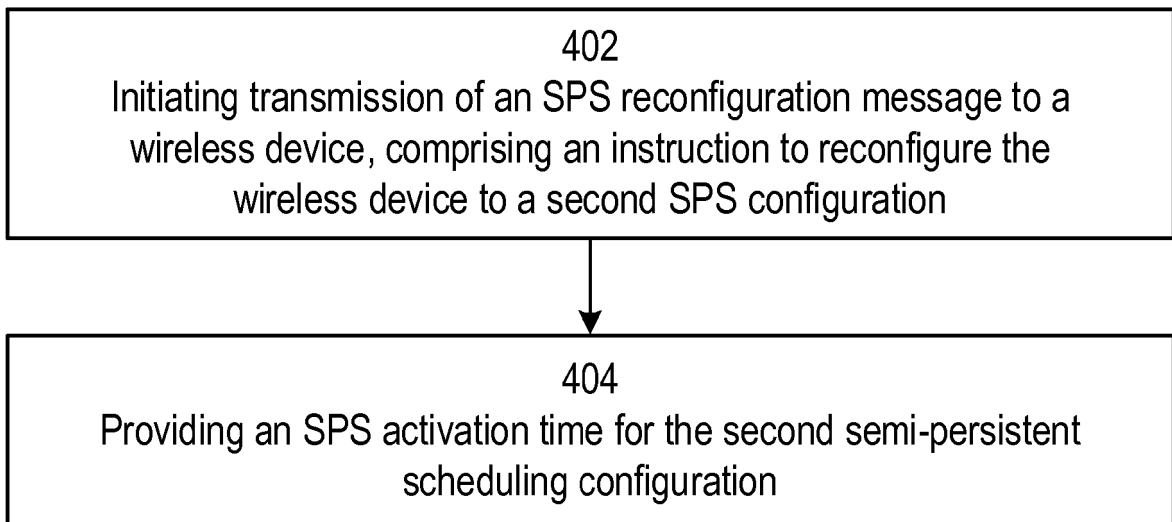 402
Initiating transmission of an SPS reconfiguration message to a
wireless device, comprising an instruction to reconfigure the
wireless device to a second SPS configuration
404
Providing an SPS activation time for the second semi-persistent
scheduling configuration